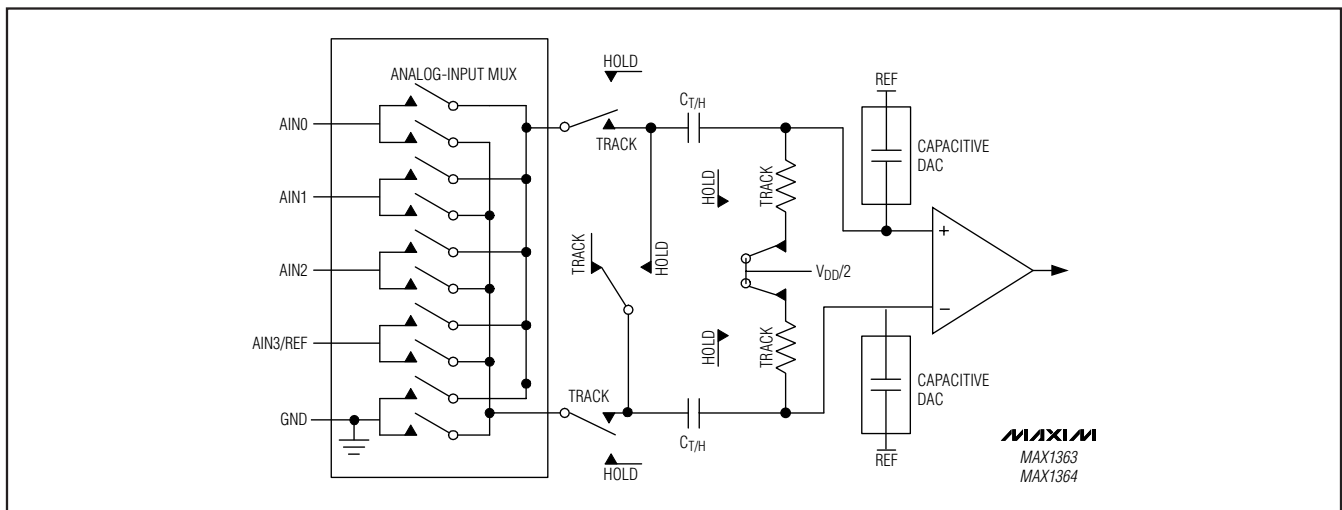 ANALOG-INPUT MUX
AIN0
AIN1
AIN2
AIN3/REF
GND
HOLD
TRACK
CT/H
HOLD
TRACK
REF
CAPACITIVE
DAC
TRACK
HOLD
VDD/2
+
−
HOLD
TRACK
TRACK
HOLD
CT/H
CAPACITIVE
DAC
REF
MAXIM
MAX1363
MAX1364